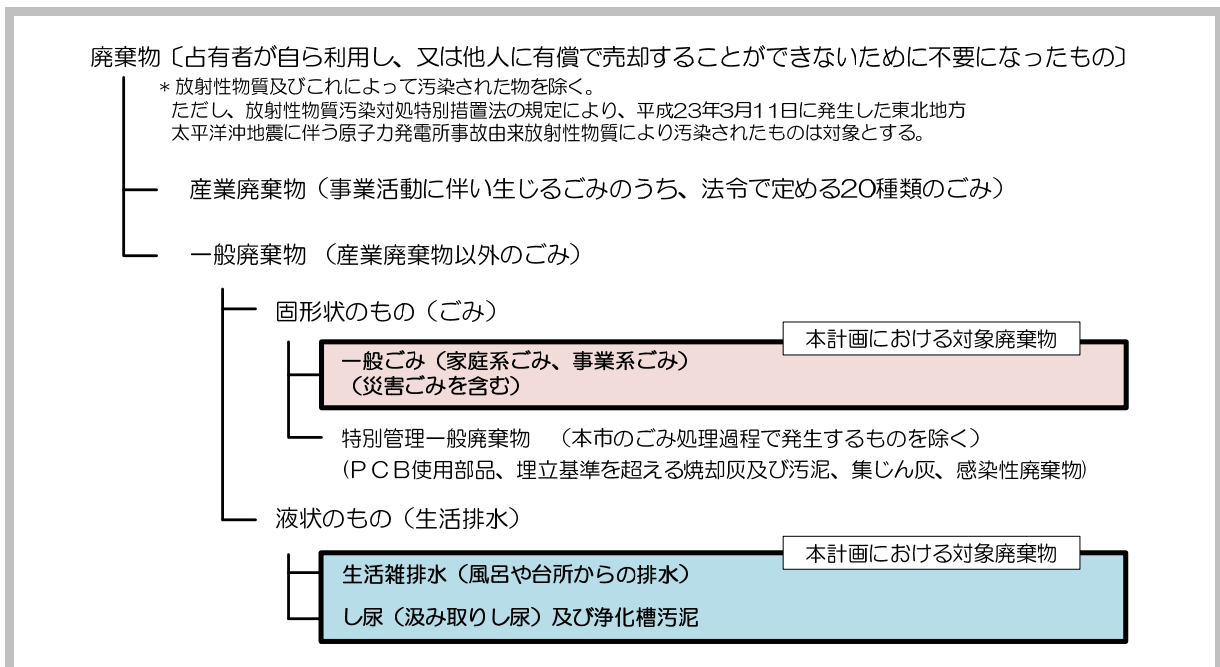 廃棄物〔占有者が自ら利用し、又は他人に有償で売却することができないために不要になったもの〕
＊放射性物質及びこれによって汚染された物を除く。
ただし、放射性物質汚染対処特別措置法の規定により、平成23年3月11日に発生した東北地方
太平洋沖地震に伴う原子力発電所事故由来放射性物質により汚染されたものは対象とする。
産業廃棄物（事業活動に伴い生じるごみのうち、法令で定める20種類のごみ）
一般廃棄物　（産業廃棄物以外のごみ）
固形状のもの（ごみ）
本計画における対象廃棄物
一般ごみ（家庭系ごみ、事業系ごみ）
（災害ごみを含む）
特別管理一般廃棄物　（本市のごみ処理過程で発生するものを除く）
(ＰＣＢ使用部品、埋立基準を超える焼却灰及び汚泥、集じん灰、感染性廃棄物)
液状のもの（生活排水）
本計画における対象廃棄物
生活雑排水（風呂や台所からの排水）
し尿（汲み取りし尿）及び浄化槽汚泥